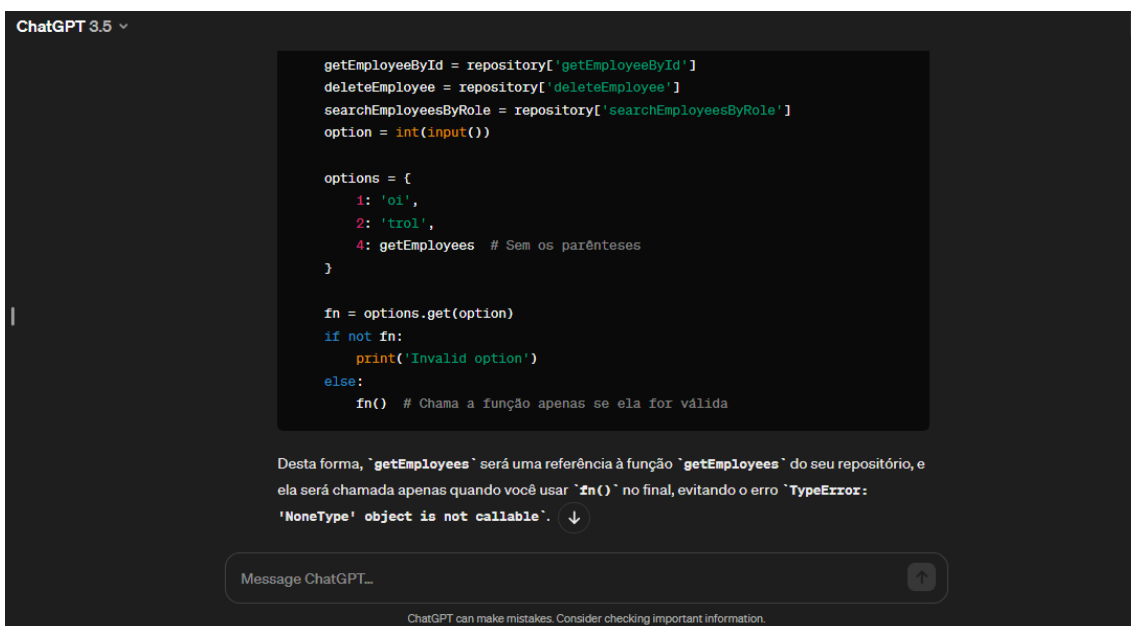 ChatGPT 3.5
getEmployeeById = repository['getEmployeeById']
deleteEmployee = repository['deleteEmployee']
searchEmployeesByRole = repository['searchEmployeesByRole']
option = int(input())
options = {
1: 'oi',
2: 'trol',
4: getEmployees  # Sem os parênteses
}
fn = options.get(option)
if not fn:
print('Invalid option')
else:
fn()  # Chama a função apenas se ela for válida
Desta forma, `getEmployees` será uma referência à função `getEmployees` do seu repositório, e
ela será chamada apenas quando você usar `fn()` no final, evitando o erro `TypeError:
'NoneType' object is not callable`.
Message ChatGPT...
ChatGPT can make mistakes. Consider checking important information.